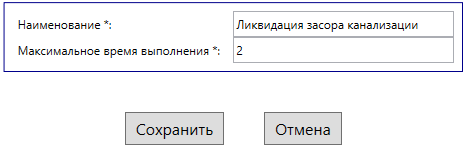 Наименование *: Ликвидация засора канализации
Максимальное время выполнения *: 2
Сохранить Отмена